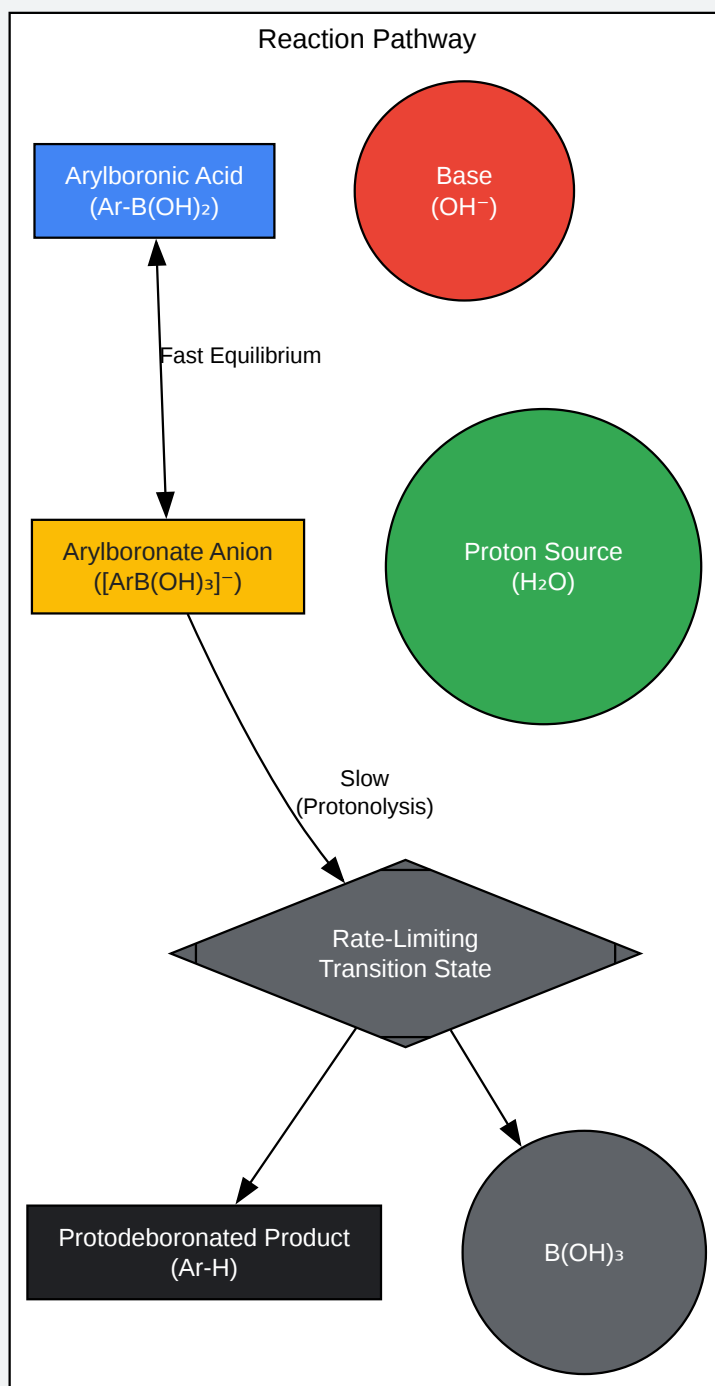 Reaction Pathway
Arylboronic Acid
(Ar-B(OH)₂)
Base
(OH⁻)
Fast Equilibrium
Arylboronate Anion
([ArB(OH)₃]⁻)
Proton Source
(H₂O)
Slow
(Protonolysis)
Rate-Limiting
Transition State
Protodeboronated Product
(Ar-H)
B(OH)₃